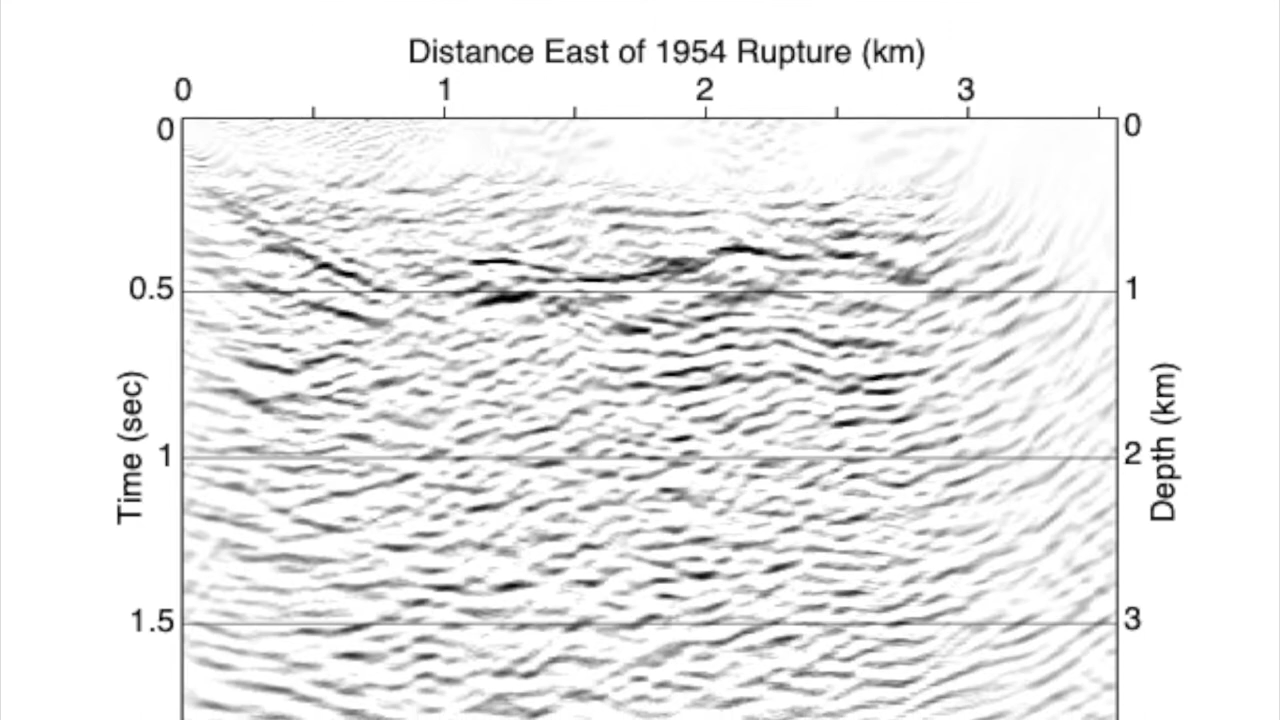 Distance East of 1954 Rupture (km)
0 1 2 3
0 0
0.5 1
1 2
1.5 3
Time (sec)
Depth (km)